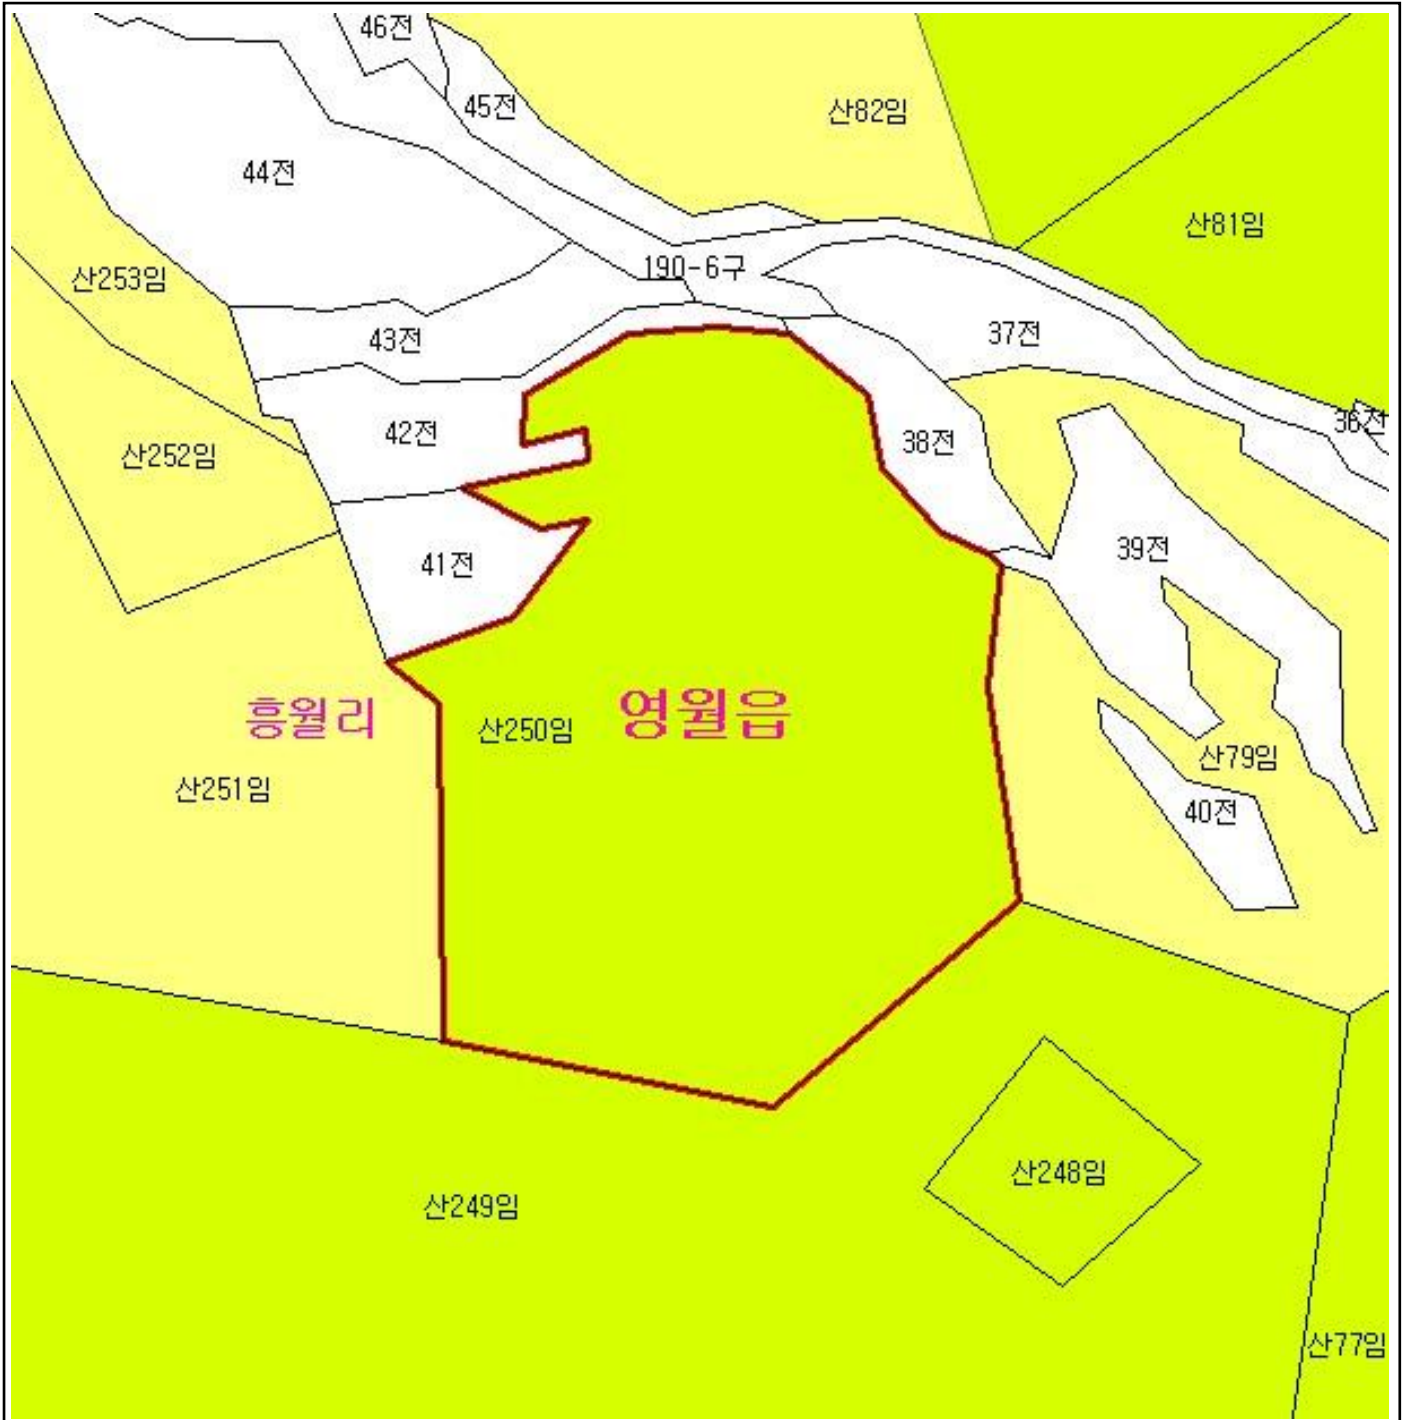 46전
45전
산82임
44전
산81임
190-6구
산253임
43전
37전
36전
42전
38전
산252임
39전
41전
영월읍
흥월리
산250임
산79임
산251임
40전
산248임
산249임
산77임